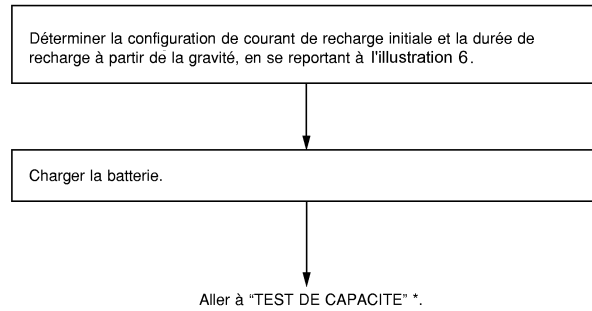 Déterminer la configuration de courant de recharge initiale et la durée de
recharge à partir de la gravité, en se reportant à l'illustration 6.
Charger la batterie.
Aller à “TEST DE CAPACITE” *.